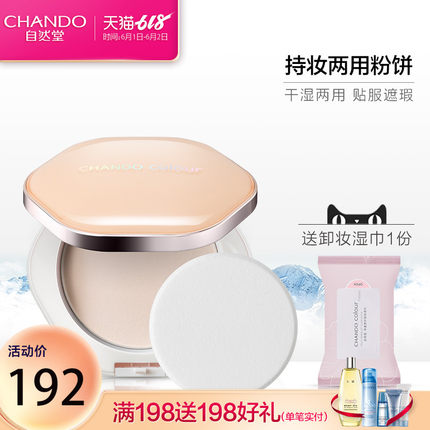 CHANDO
自然堂
天猫618
时间:6月1日-6月2日
持妆两用粉饼
干湿两用 贴服遮瑕
CHANDO colour
送卸妆湿巾1份
CHANDO colour
活动价
192
满198送198好礼(单笔实付)